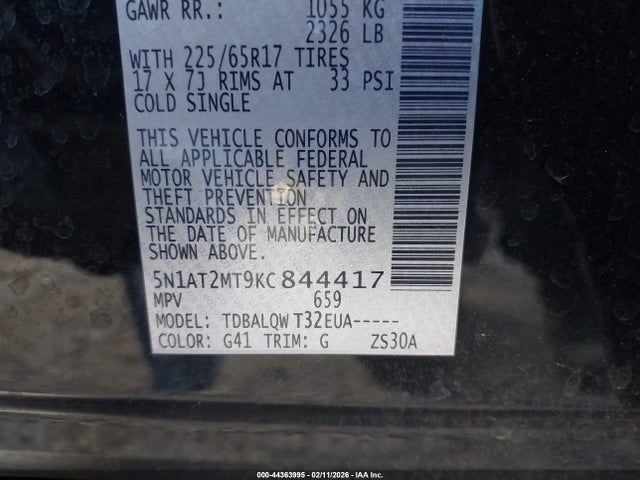 GAWR RR.: 1055 KG
2326 LB
WITH 225/65R17 TIRES
17 X 7J RIMS AT 33 PSI
COLD SINGLE
THIS VEHICLE CONFORMS TO
ALL APPLICABLE FEDERAL
MOTOR VEHICLE SAFETY AND
THEFT PREVENTION
STANDARDS IN EFFECT ON
THE DATE OF MANUFACTURE
SHOWN ABOVE.
5N1AT2MT9KC844417
MPV 659
MODEL: TDBALQW T32EUA-----
COLOR: G41 TRIM: G ZS30A
000-44363995 - 02/11/2026 - IAA Inc.